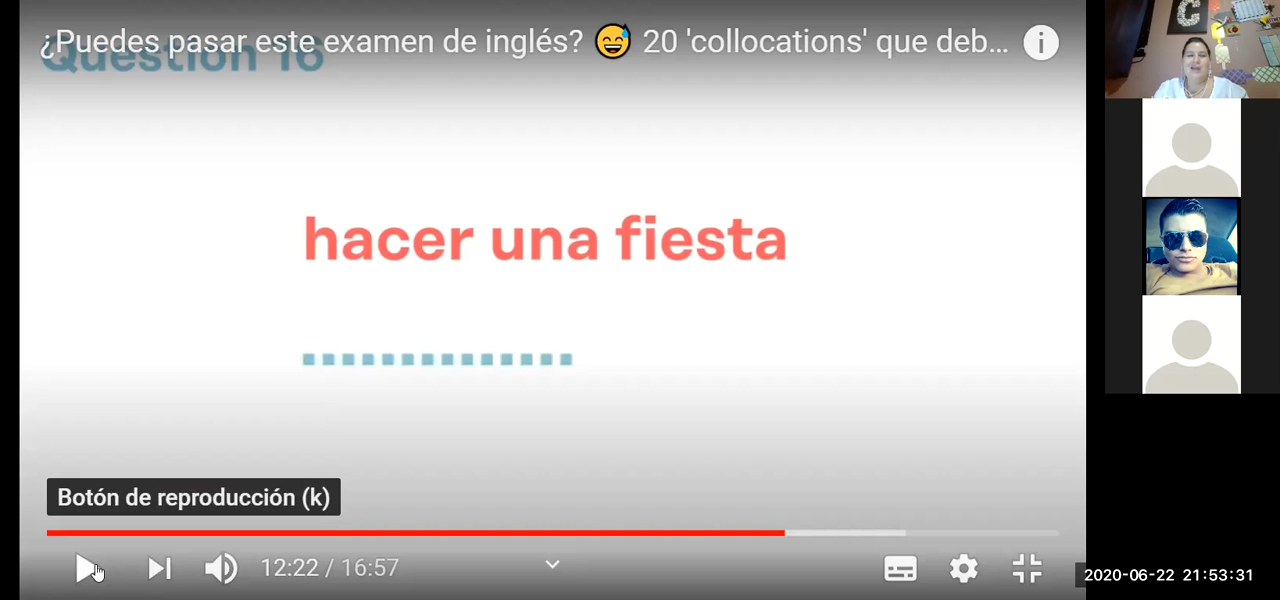 ¿Puedes pasar este examen de inglés? 😅 20 'collocations' que deb...
Question 16
hacer una fiesta
Botón de reproducción (k)
12:22 / 16:57
C
2020-06-22 21:53:31